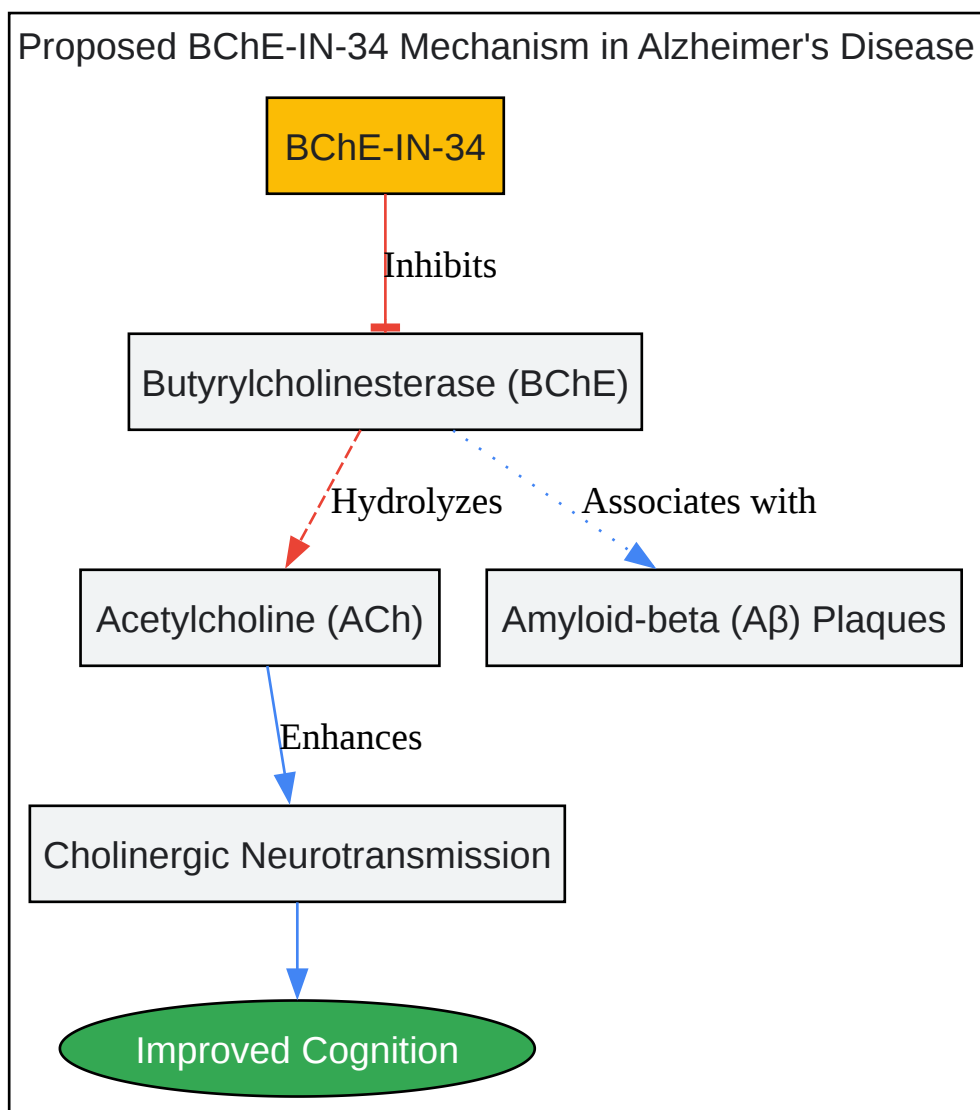 Proposed BChE-IN-34 Mechanism in Alzheimer's Disease
BChE-IN-34
Inhibits
Butyrylcholinesterase (BChE)
Hydrolyzes
Associates with
Acetylcholine (ACh)
Amyloid-beta (Aβ) Plaques
Enhances
Cholinergic Neurotransmission
Improved Cognition